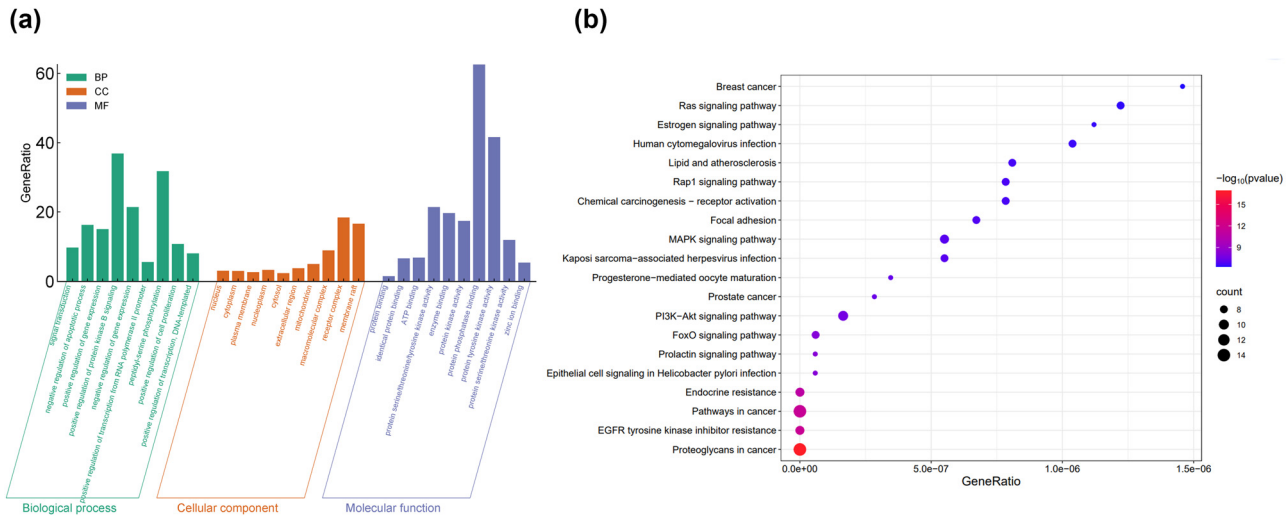 (a)
GeneRatio
60
40
20
0
BP
CC
MF
signal transduction
negative regulation of apoptotic process
positive regulation of gene expression
positive regulation of protein kinase B signaling
negative regulation of gene expression
positive regulation of transcription from RNA polymerase II promoter
peptidyl-serine phosphorylation
positive regulation of cell proliferation
positive regulation of transcription, DNA-templated
nucleus
cytoplasm
plasma membrane
nucleoplasm
cytosol
extracellular region
mitochondrion
macromolecular complex
receptor complex
membrane raft
protein binding
identical protein binding
ATP binding
protein serine/threonine/tyrosine kinase activity
enzyme binding
protein kinase activity
protein phosphatase binding
protein tyrosine kinase activity
protein serine/threonine kinase activity
zinc ion binding
Biological process
Cellular component
Molecular function
(b)
Breast cancer
Ras signaling pathway
Estrogen signaling pathway
Human cytomegalovirus infection
Lipid and atherosclerosis
Rap1 signaling pathway
Chemical carcinogenesis − receptor activation
Focal adhesion
MAPK signaling pathway
Kaposi sarcoma−associated herpesvirus infection
Progesterone−mediated oocyte maturation
Prostate cancer
PI3K−Akt signaling pathway
FoxO signaling pathway
Prolactin signaling pathway
Epithelial cell signaling in Helicobacter pylori infection
Endocrine resistance
Pathways in cancer
EGFR tyrosine kinase inhibitor resistance
Proteoglycans in cancer
0.0e+00 5.0e−07 1.0e−06 1.5e−06
GeneRatio
−log10(pvalue)
15
12
9
count
8
10
12
14